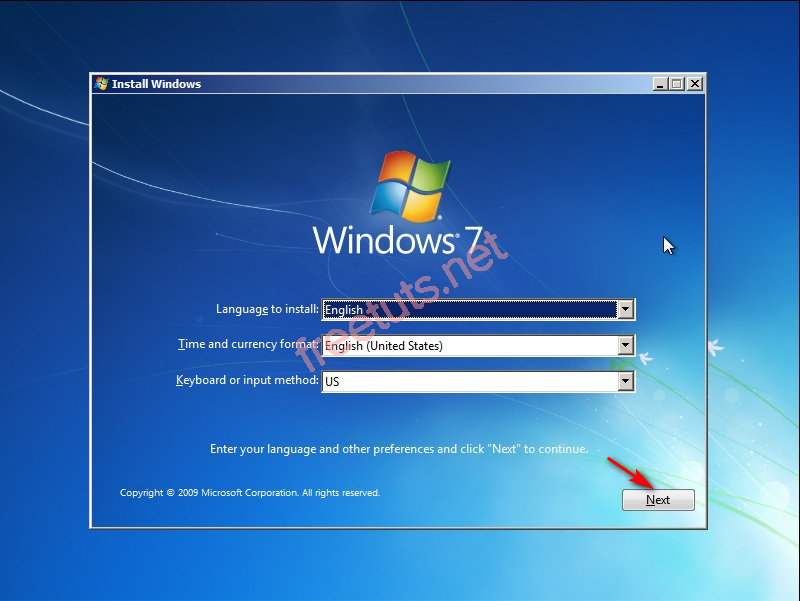 Install Windows
Windows® 7
freetuts.net
Language to install: English
Time and currency format: English (United States)
Keyboard or input method: US
Enter your language and other preferences and click "Next" to continue.
Copyright © 2009 Microsoft Corporation. All rights reserved.
Next